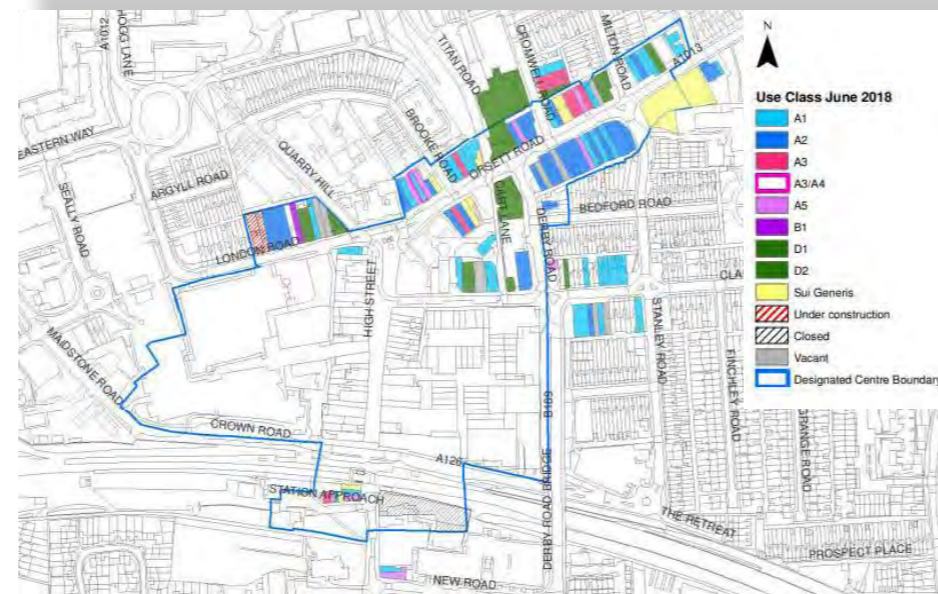 HOGG LANE
A1012
TITAN ROAD
CROMWELL ROAD
MILTON ROAD
A1013
N
EASTERN WAY
SEALLY ROAD
ARGYLL ROAD
QUARRY HILL
BROOKE ROAD
ORSETT ROAD
LONDON ROAD
CART LANE
DERBY ROAD
BEDFORD ROAD
HIGH STREET
CLA
STANLEY ROAD
FINCHLEY ROAD
GRANGE ROAD
MAIDSTONE ROAD
CROWN ROAD
A126
B169
DERBY ROAD BRIDGE
STATION APPROACH
THE RETREAT
PROSPECT PLACE
NEW ROAD
Use Class June 2018
A1
A2
A3
A3/A4
A5
B1
D1
D2
Sui Generis
Under construction
Closed
Vacant
Designated Centre Boundary